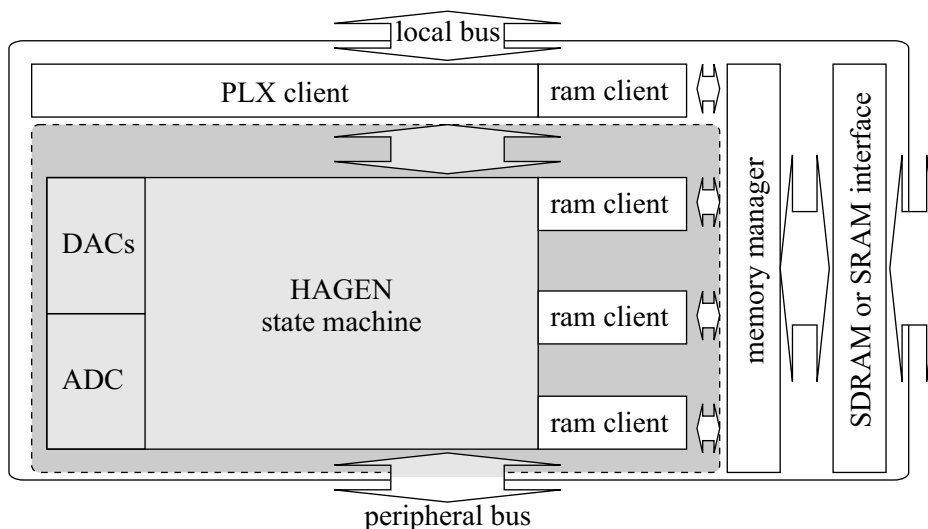 local bus
PLX client
ram client
ram client
DACs
HAGEN
state machine
ram client
ADC
ram client
memory manager
SDRAM or SRAM interface
peripheral bus